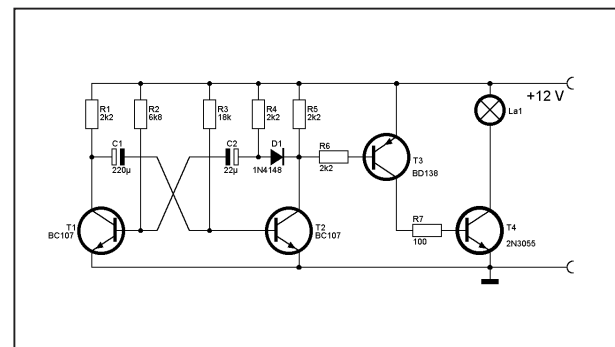 +12 V
R1
2k2
R2
6k8
R3
18k
R4
2k2
R5
2k2
La1
C1
220µ
C2
22µ
D1
1N4148
R6
2k2
T3
BD138
T1
BC107
T2
BC107
R7
100
T4
2N3055